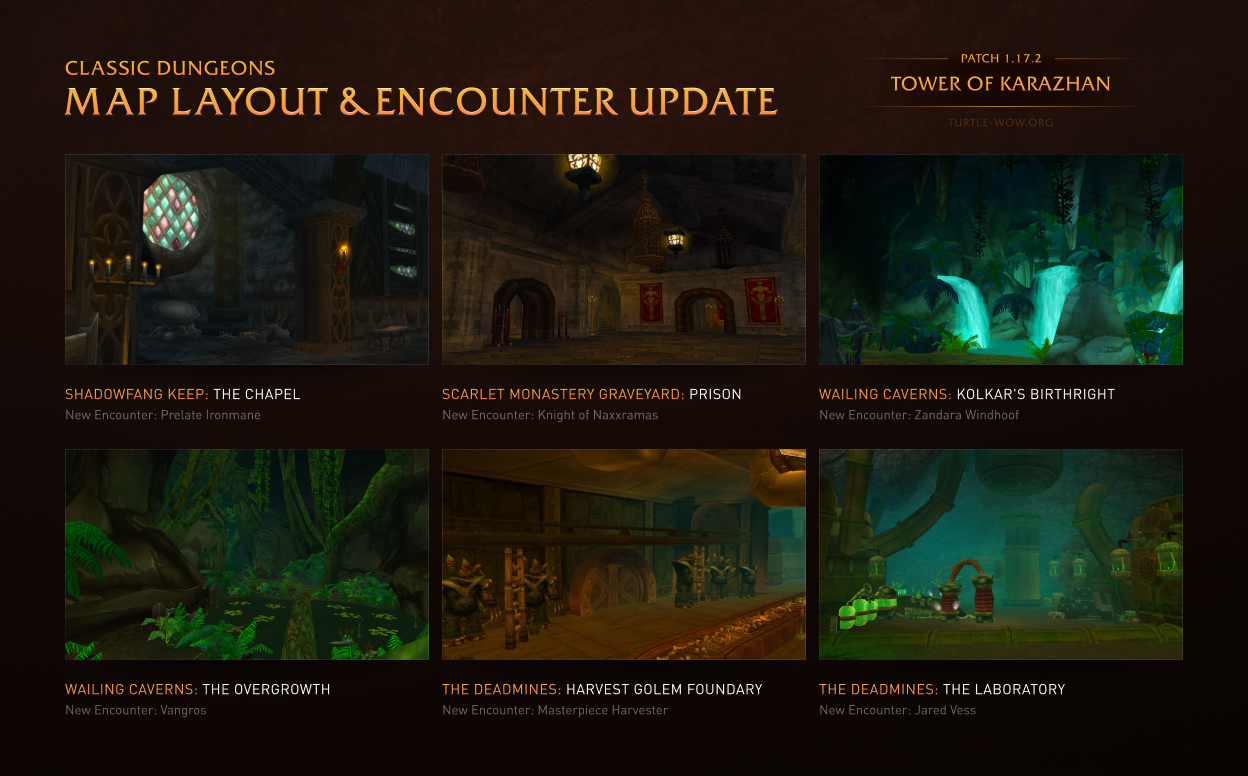 CLASSIC DUNGEONS
MAP LAYOUT & ENCOUNTER UPDATE
PATCH 1.17.2
TOWER OF KARAZHAN
TURTLE-WOW.ORG
SHADOWFANG KEEP: THE CHAPEL
New Encounter: Prelate Ironmane
SCARLET MONASTERY GRAVEYARD: PRISON
New Encounter: Knight of Naxxramas
WAILING CAVERNS: KOLKAR'S BIRTHRIGHT
New Encounter: Zandara Windhoof
WAILING CAVERNS: THE OVERGROWTH
New Encounter: Vangros
THE DEADMINES: HARVEST GOLEM FOUNDARY
New Encounter: Masterpiece Harvester
THE DEADMINES: THE LABORATORY
New Encounter: Jared Vess